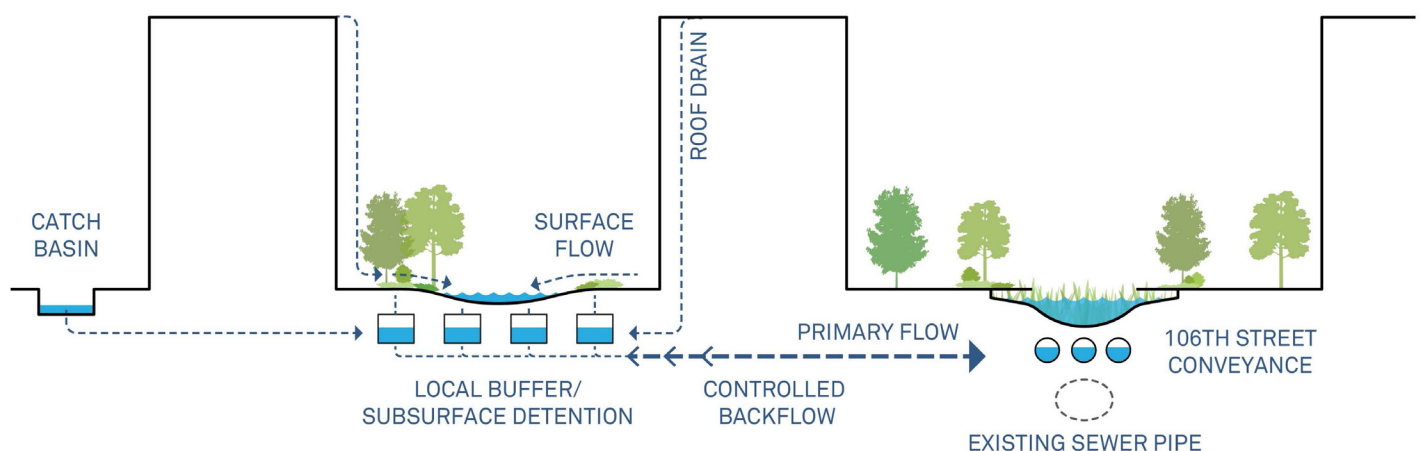 CATCH
BASIN
SURFACE
FLOW
ROOF DRAIN
LOCAL BUFFER/
SUBSURFACE DETENTION
PRIMARY FLOW
CONTROLLED
BACKFLOW
106TH STREET
CONVEYANCE
EXISTING SEWER PIPE